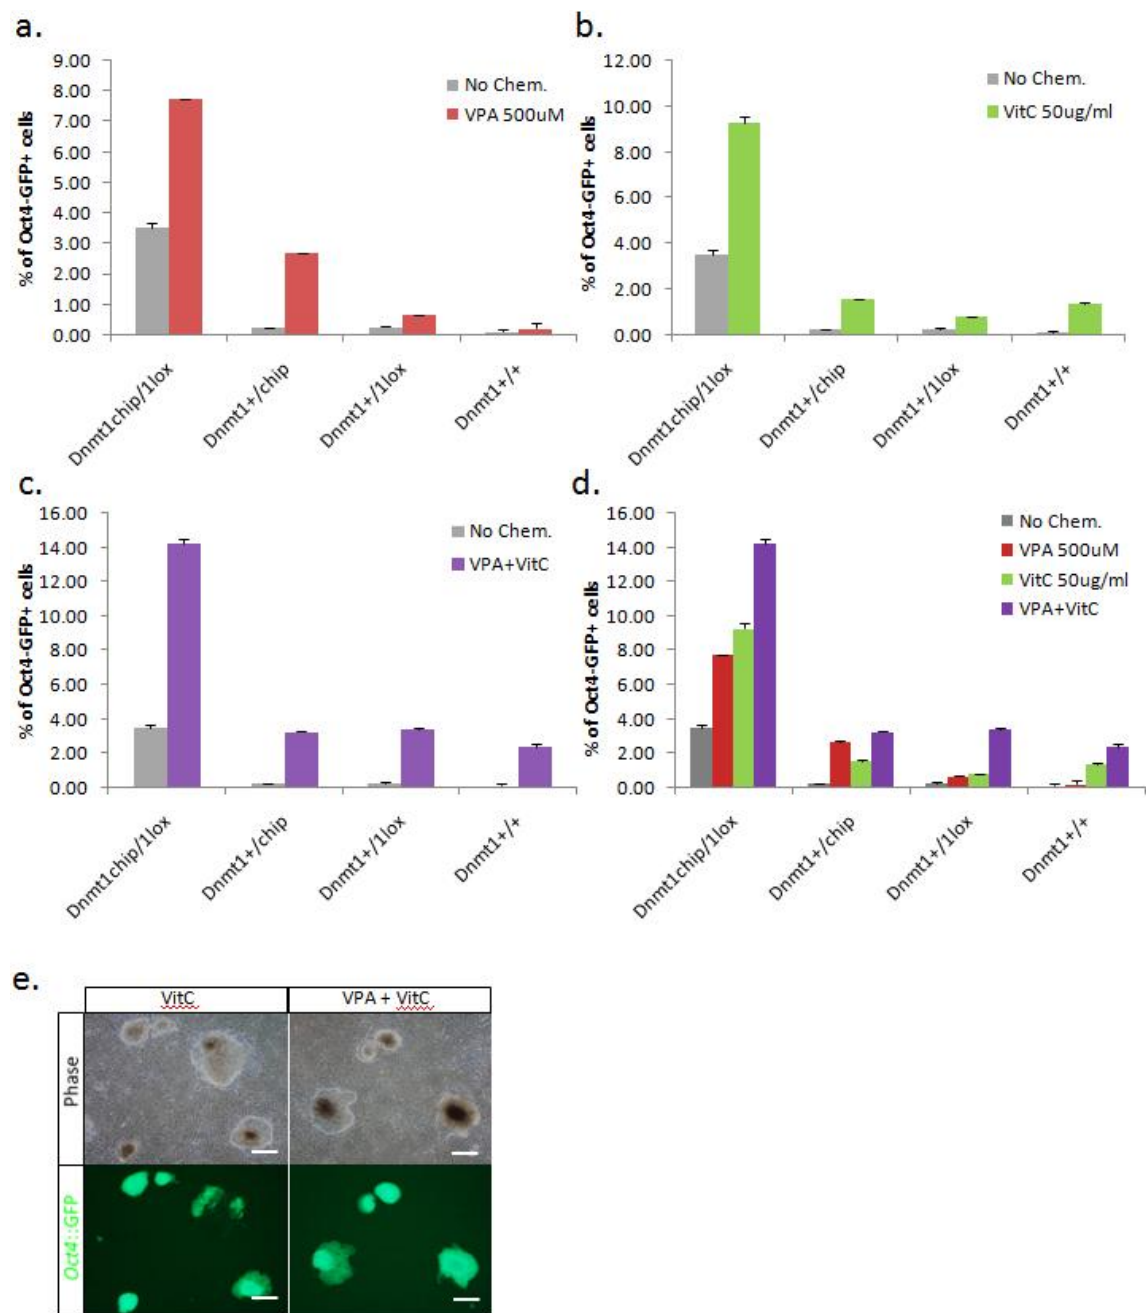 a.
9.00
8.00
7.00
6.00
5.00
4.00
3.00
2.00
1.00
0.00
% of Oct4-GFP+ cells
No Chem.
VPA 500uM
Dnmt1chip/1lox
Dnmt1+/chip
Dnmt1+/1lox
Dnmt1+/+
b.
12.00
10.00
8.00
6.00
4.00
2.00
0.00
% of Oct4-GFP+ cells
No Chem.
VitC 50ug/ml
Dnmt1chip/1lox
Dnmt1+/chip
Dnmt1+/1lox
Dnmt1+/+
c.
16.00
14.00
12.00
10.00
8.00
6.00
4.00
2.00
0.00
% of Oct4-GFP+ cells
No Chem.
VPA+VitC
Dnmt1chip/1lox
Dnmt1+/chip
Dnmt1+/1lox
Dnmt1+/+
d.
16.00
14.00
12.00
10.00
8.00
6.00
4.00
2.00
0.00
% of Oct4-GFP+ cells
No Chem.
VPA 500uM
VitC 50ug/ml
VPA+VitC
Dnmt1chip/1lox
Dnmt1+/chip
Dnmt1+/1lox
Dnmt1+/+
e.
VitC
VPA + VitC
Phase
Oct4::GFP